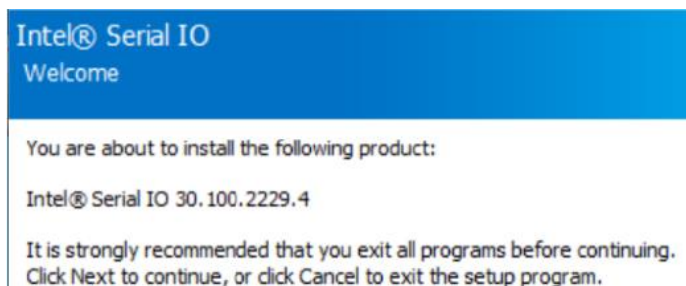 Intel® Serial IO
Welcome
You are about to install the following product:
Intel® Serial IO 30.100.2229.4
It is strongly recommended that you exit all programs before continuing.
Click Next to continue, or click Cancel to exit the setup program.